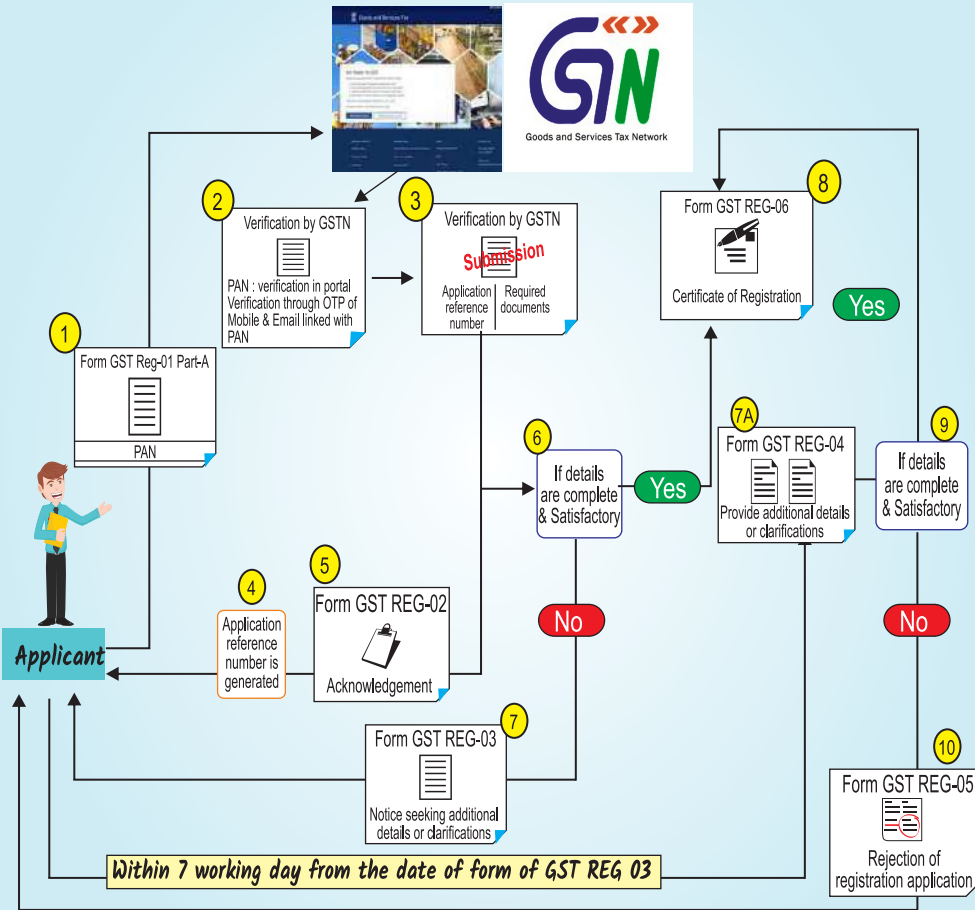 Goods and Services Tax
GSTN
Goods and Services Tax Network
1
Form GST Reg-01 Part-A
PAN
Applicant
2
Verification by GSTN
PAN : verification in portal
Verification through OTP of
Mobile & Email linked with
PAN
3
Verification by GSTN
Submission
Application
reference
number
Required
documents
4
Application
reference
number is
generated
5
Form GST REG-02
Acknowledgement
6
If details
are complete
& Satisfactory
Yes
No
7
Form GST REG-03
Notice seeking additional
details or clarifications
Within 7 working day from the date of form of GST REG 03
7A
Form GST REG-04
Provide additional details
or clarifications
8
Form GST REG-06
Certificate of Registration
Yes
9
If details
are complete
& Satisfactory
No
10
Form GST REG-05
Rejection of
registration application